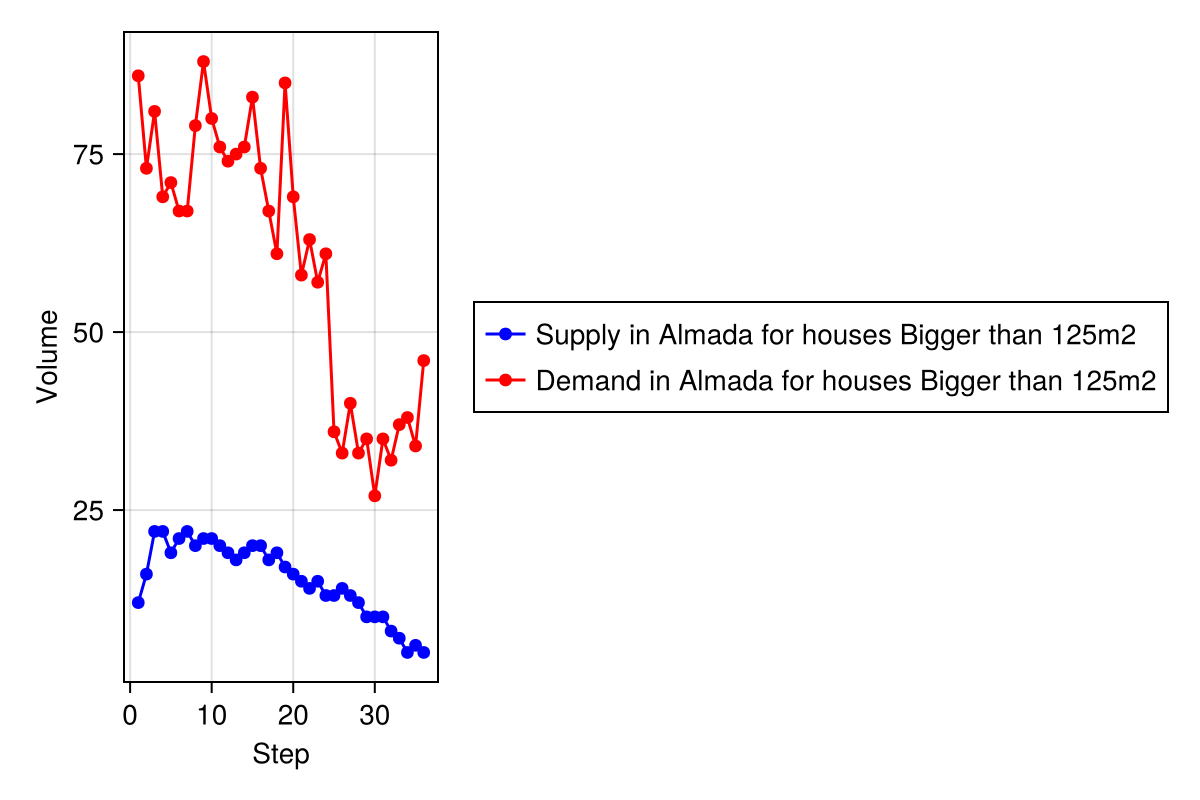 Volume
75
50
25
0 10 20 30
Step
Supply in Almada for houses Bigger than 125m2
Demand in Almada for houses Bigger than 125m2